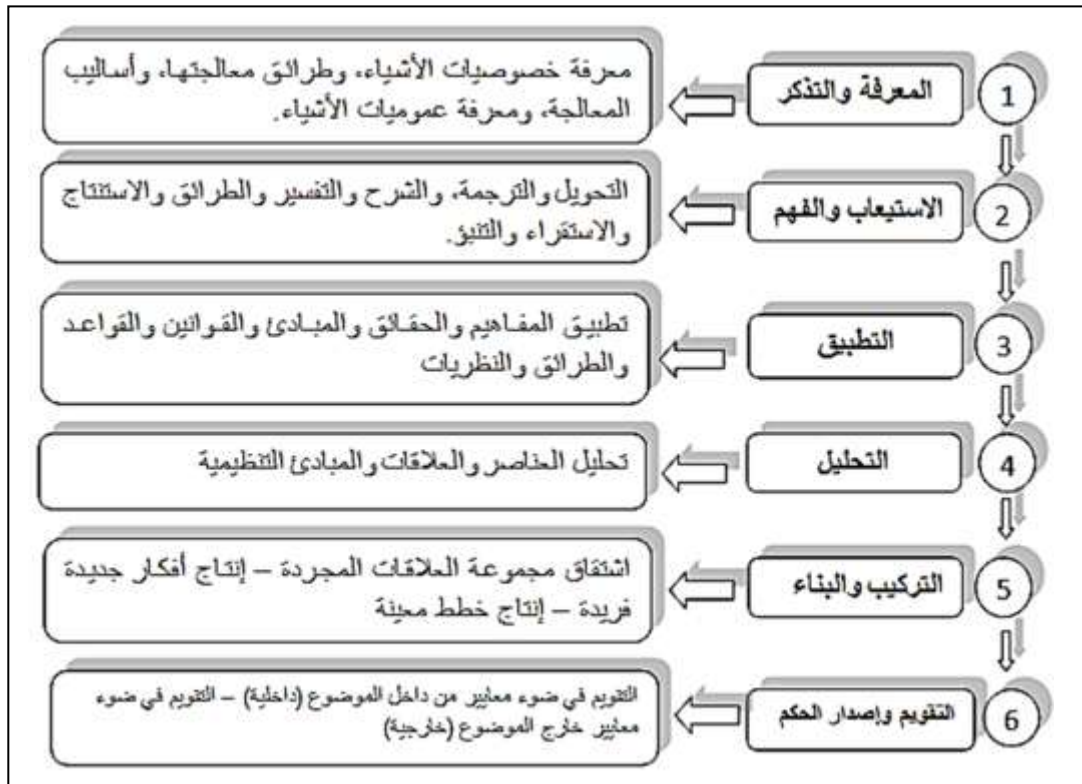 1
المعرفة والتذكر
معرفة خصوصيات الأشياء، وطرائق معالجتها، وأساليب
المعالجة، ومعرفة عموميات الأشياء.
2
الاستيعاب والفهم
التحويل والترجمة، والشرح والتفسير والطرائق والاستنتاج
والاستقراء والتنبؤ.
3
التطبيق
تطبيق المفاهيم والحقائق والمبادئ والقوانين والقواعد
والطرائق والنظريات
4
التحليل
تحليل العناصر والعلاقات والمبادئ التنظيمية
5
التركيب والبناء
اشتقاق مجموعة العلاقات المجردة – إنتاج أفكار جديدة
فريدة – إنتاج خطط معينة
6
التقويم وإصدار الحكم
التقويم في ضوء معايير من داخل الموضوع (داخلية) – التقويم في ضوء
معايير خارج الموضوع (خارجية)